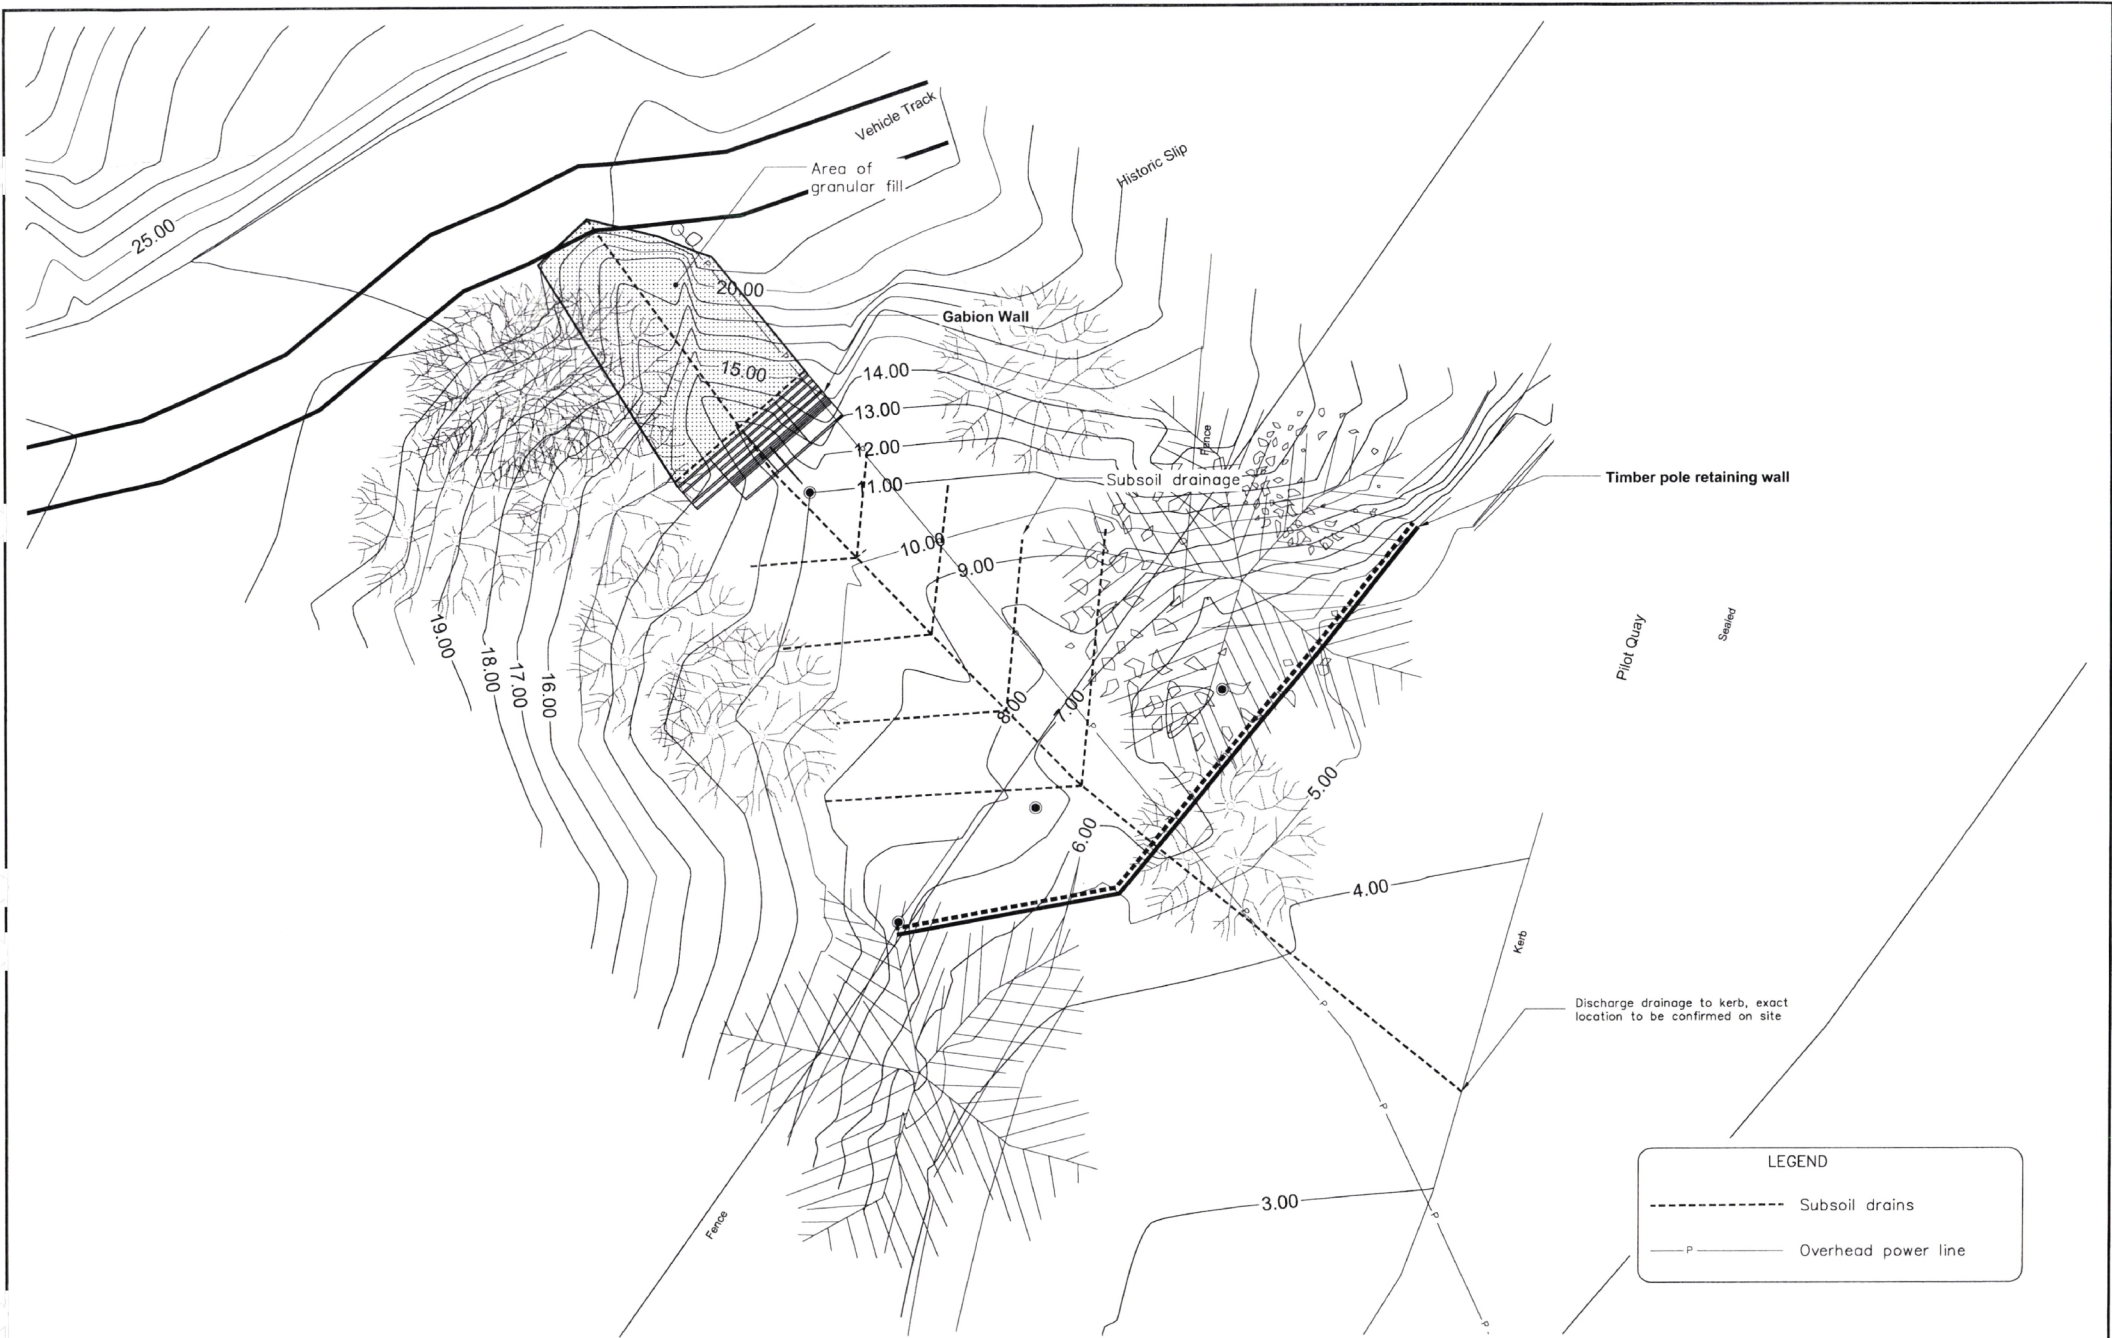 Vehicle Track
Area of
granular fill
Historic Slip
25.00
20.00
Gabion Wall
15.00
14.00
13.00
12.00
11.00
Fence
Subsoil drainage
Timber pole retaining wall
10.00
9.00
19.00
18.00
17.00
16.00
8.00
7.00
P
Pilot Quay
Sealed
5.00
6.00
4.00
P
Kerb
P
Discharge drainage to kerb, exact
location to be confirmed on site
P
Fence
3.00
P
P
LEGEND
Subsoil drains
P
Overhead power line